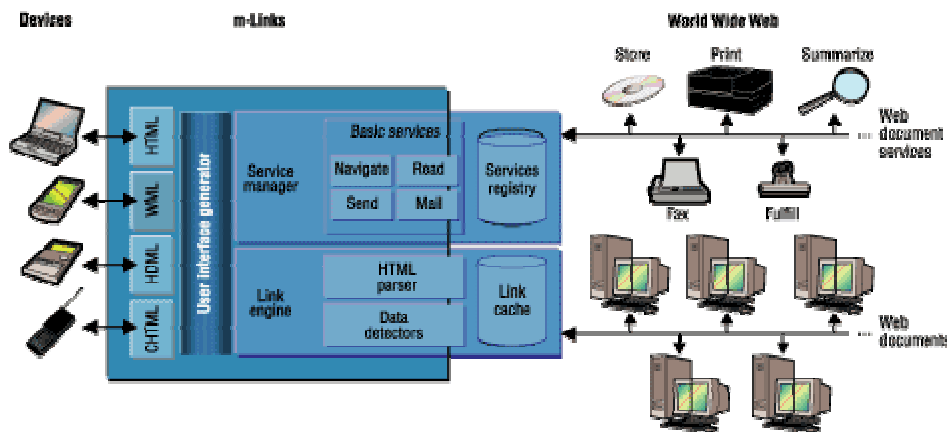 Devices
m-Links
World Wide Web
Store
Print
Summarize
HTML
WML
HDML
CHTML
User interface generator
Service
manager
Basic services
Navigate
Read
Send
Mail
Services
registry
Web
document
services
Fax
Fulfill
Link
engine
HTML
parser
Data
detectors
Link
cache
Web
documents